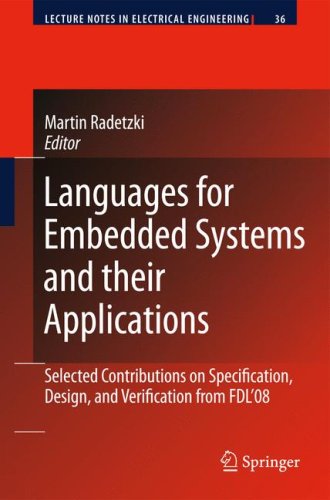 LECTURE NOTES IN ELECTRICAL ENGINEERING 36
Martin Radetzki
Editor
Languages for
Embedded Systems
and their
Applications
Selected Contributions on Specification,
Design, and Verification from FDL'08
Springer